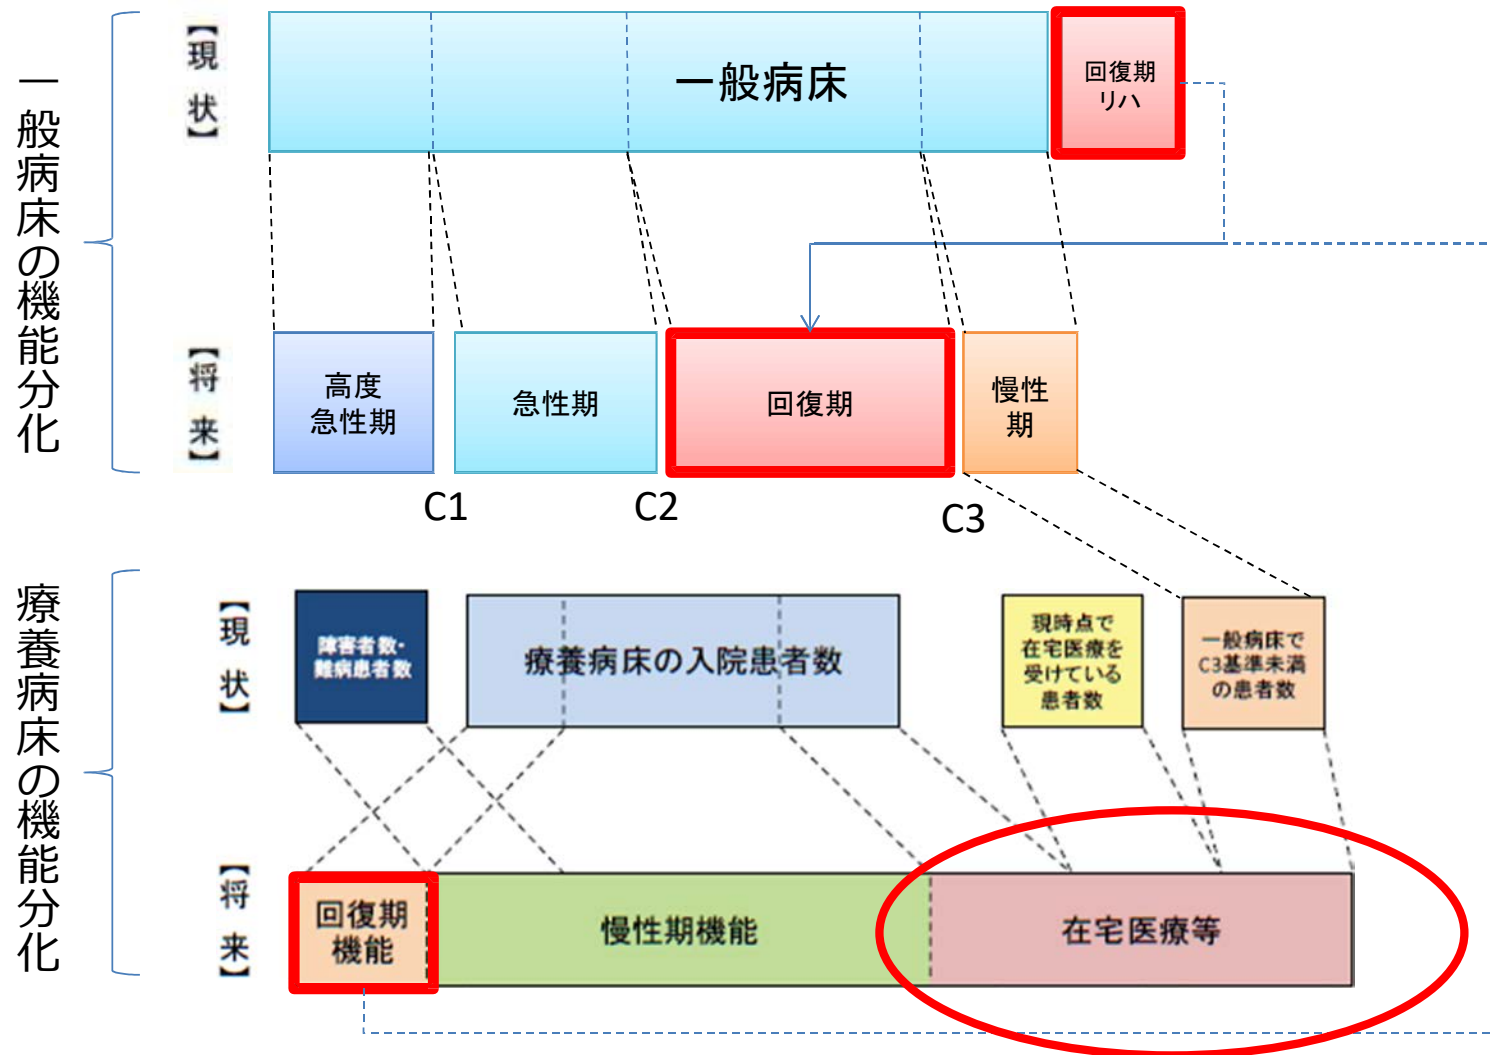 一般病床の機能分化
【現状】
一般病床
回復期
リハ
【将来】
高度
急性期
急性期
回復期
慢性
期
C1
C2
C3
療養病床の機能分化
【現状】
障害者数・
難病患者数
療養病床の入院患者数
現時点で
在宅医療を
受けている
患者数
一般病床で
C3基準未満
の患者数
【将来】
回復期
機能
慢性期機能
在宅医療等